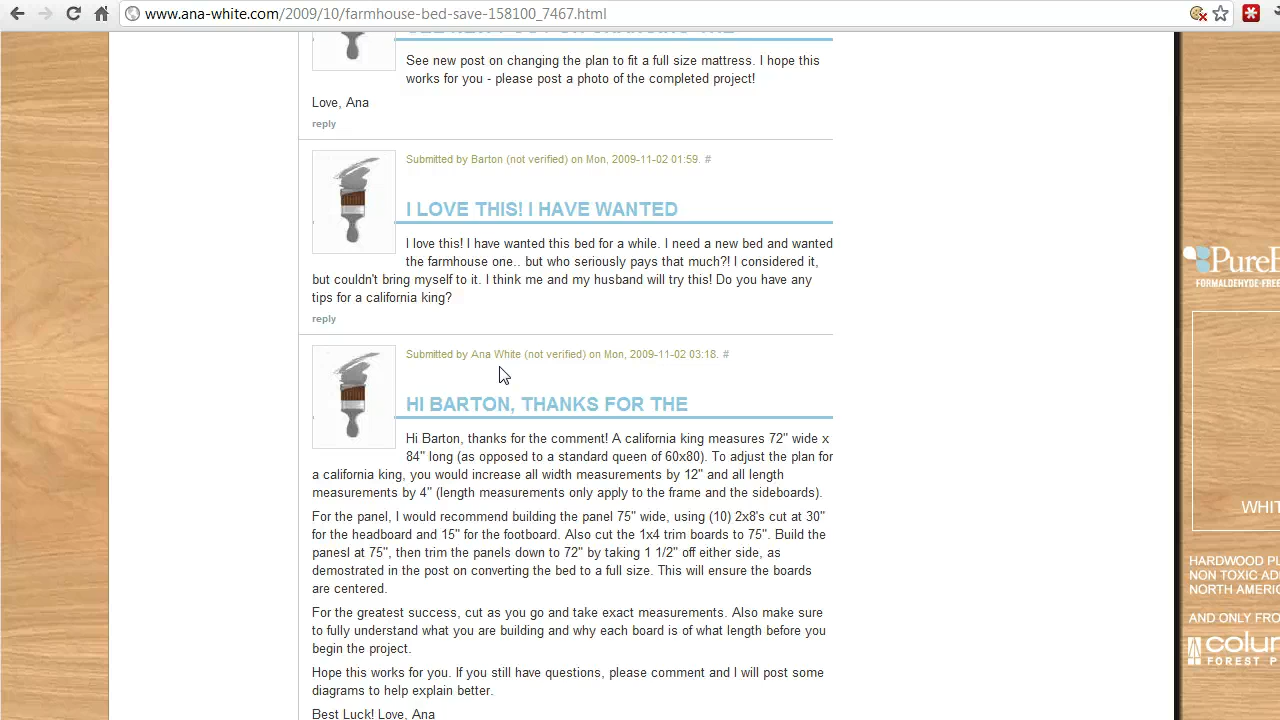 www.ana-white.com/2009/10/farmhouse-bed-save-158100_7467.html
See new post on changing the plan to fit a full size mattress. I hope this
works for you - please post a photo of the completed project!
Love, Ana
reply
Submitted by Barton (not verified) on Mon, 2009-11-02 01:59. #
I LOVE THIS! I HAVE WANTED
I love this! I have wanted this bed for a while. I need a new bed and wanted
the farmhouse one, but who seriously pays that much?! I considered it,
but couldn't bring myself to it. I think me and my husband will try this! Do you have any
tips for a california king?
reply
Submitted by Ana White (not verified) on Mon, 2009-11-02 03:18. #
HI BARTON, THANKS FOR THE
Hi Barton, thanks for the comment! A california king measures 72" wide x
84" long (as opposed to a standard queen of 60x80). To adjust the plan for
a california king, you would increase all width measurements by 12" and all length
measurements by 4" (length measurements only apply to the frame and the sideboards).
For the panel, I would recommend building the panel 75" wide, using (10) 2x8's cut at 30"
for the headboard and 15" for the footboard. Also cut the 1x4 trim boards to 75". Build the
panesl at 75", then trim the panels down to 72" by taking 1 1/2" off either side, as
demostrated in the post on converting the bed to a full size. This will ensure the boards
are centered.
For the greatest success, cut as you go and take exact measurements. Also make sure
to fully understand what you are building and why each board is of what length before you
begin the project.
Hope this works for you. If you still have questions, please comment and I will post some
diagrams to help explain better.
Best Luck! Love, Ana
PureB
FORMALDEHYDE-FREE
WHIT
HARDWOOD PL
NON TOXIC AD
NORTH AMERIC
AND ONLY FRO
colu
FOREST P